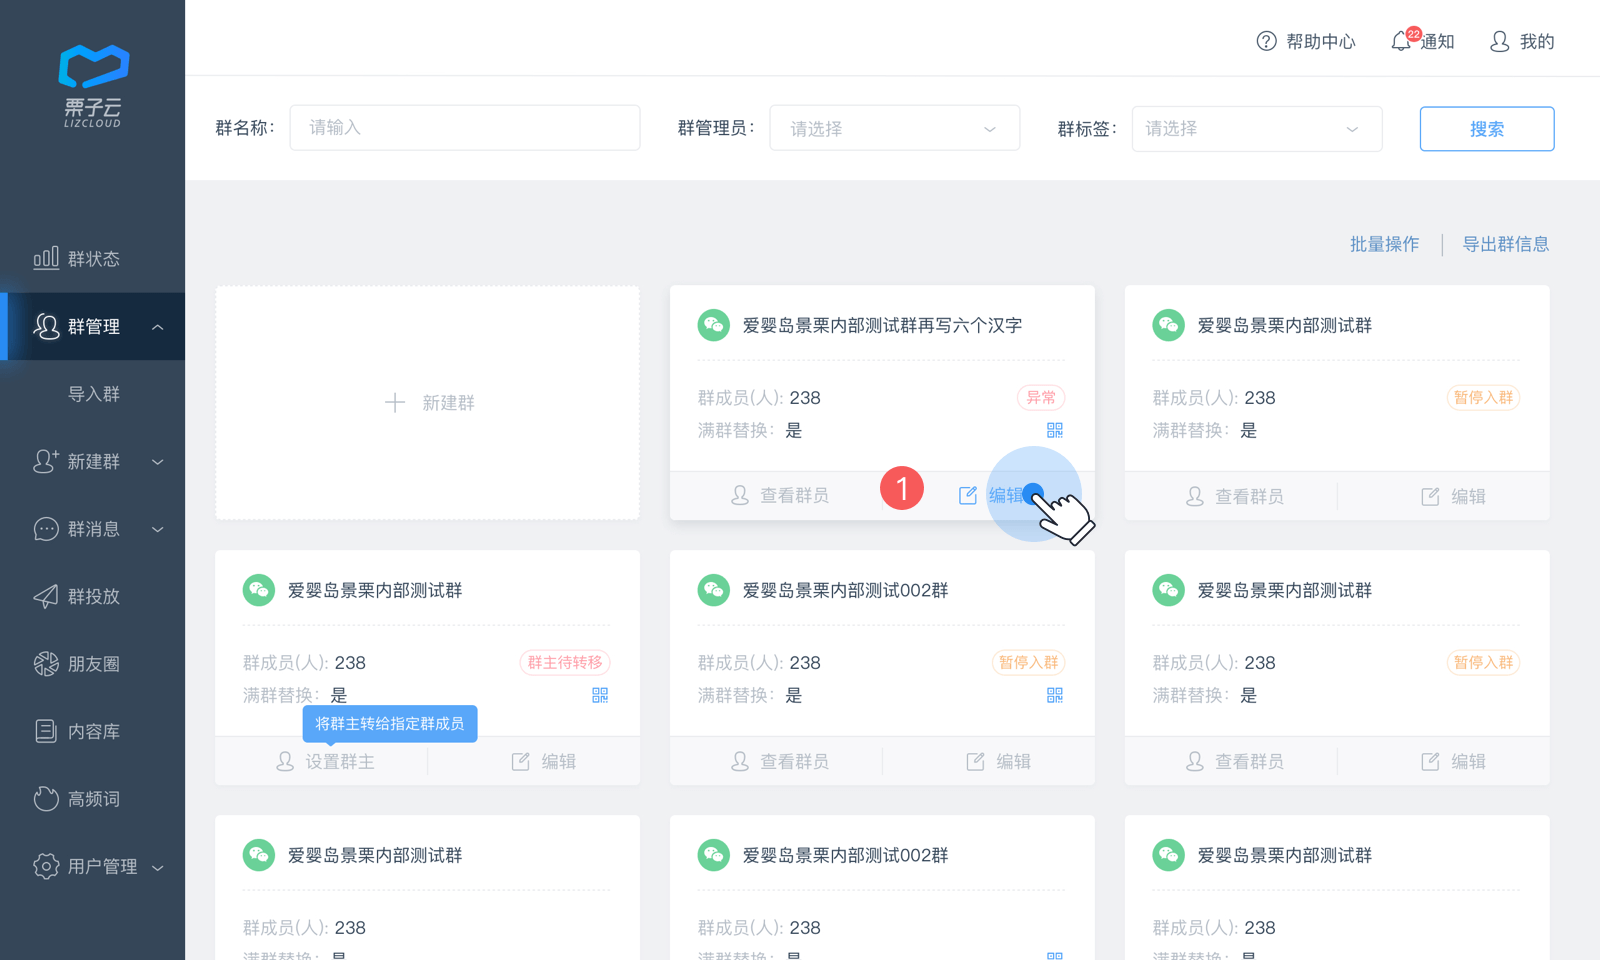 栗子云
LIZCLOUD
帮助中心
22
通知
我的
群名称：
请输入
群管理员：
请选择
群标签：
请选择
搜索
群状态
群管理
导入群
新建群
群消息
群投放
朋友圈
内容库
高频词
用户管理
批量操作
导出群信息
新建群
爱婴岛景栗内部测试群再写六个汉字
群成员(人): 238
异常
满群替换： 是
查看群员
1
编辑
爱婴岛景栗内部测试群
群成员(人): 238
暂停入群
满群替换： 是
查看群员
编辑
爱婴岛景栗内部测试群
群成员(人): 238
群主待转移
满群替换： 是
将群主转给指定群成员
设置群主
编辑
爱婴岛景栗内部测试002群
群成员(人): 238
暂停入群
满群替换： 是
查看群员
编辑
爱婴岛景栗内部测试群
群成员(人): 238
暂停入群
满群替换： 是
查看群员
编辑
爱婴岛景栗内部测试群
群成员(人): 238
满群替换： 是
爱婴岛景栗内部测试002群
群成员(人): 238
满群替换： 是
爱婴岛景栗内部测试群
群成员(人): 238
满群替换： 是